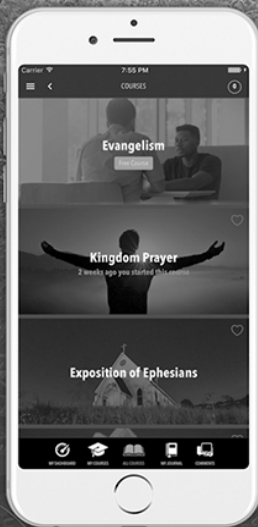 Carrier 7:55 PM
COURSES
0
Evangelism
Free Course
Kingdom Prayer
2 weeks ago you started this course
Exposition of Ephesians
MY DASHBOARD MY COURSES ALL COURSES MY JOURNAL COMMENTS